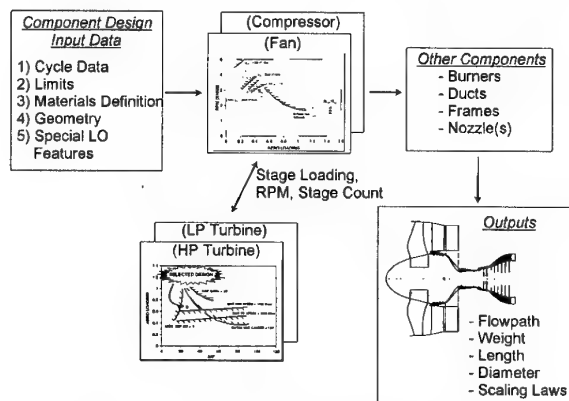 Component Design
Input Data
1) Cycle Data
2) Limits
3) Materials Definition
4) Geometry
5) Special LO
Features
(Compressor)
(Fan)
Other Components
- Burners
- Ducts
- Frames
- Nozzle(s)
Stage Loading,
RPM, Stage Count
(LP Turbine)
(HP Turbine)
SELECTED DESIGN
Outputs
- Flowpath
- Weight
- Length
- Diameter
- Scaling Laws